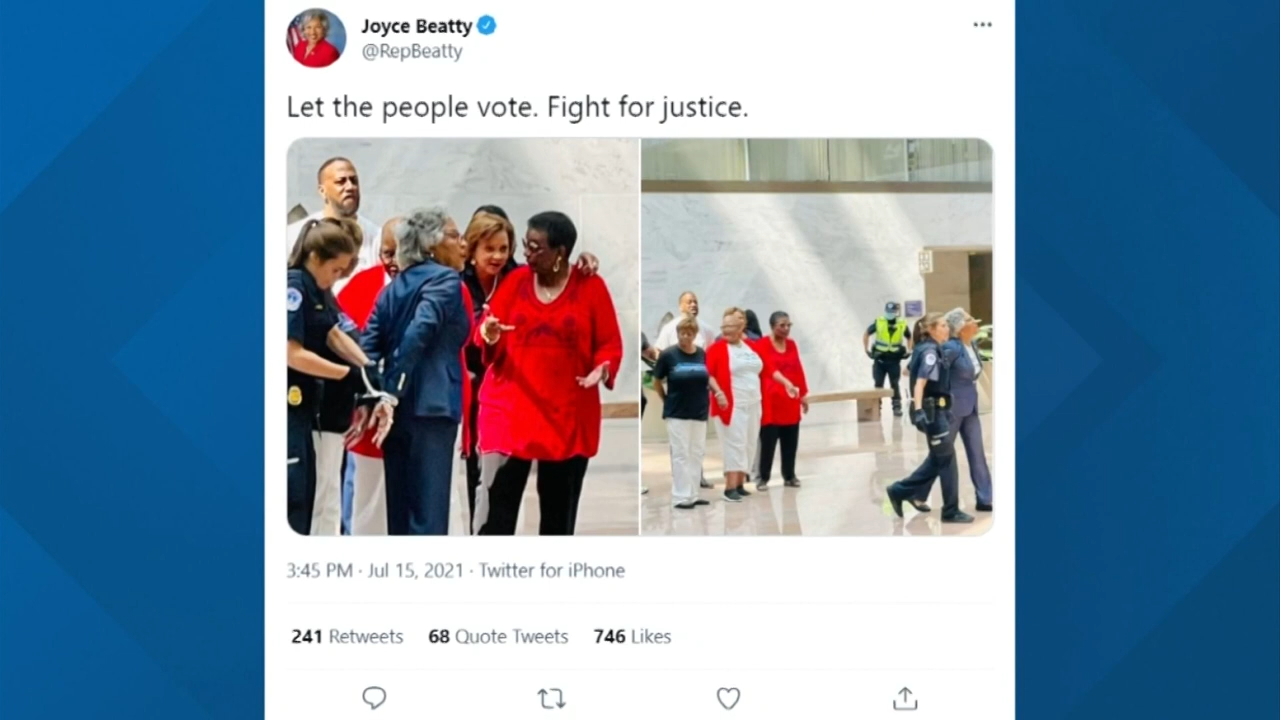 Joyce Beatty
@RepBeatty
Let the people vote. Fight for justice.
3:45 PM · Jul 15, 2021 · Twitter for iPhone
241 Retweets 68 Quote Tweets 746 Likes